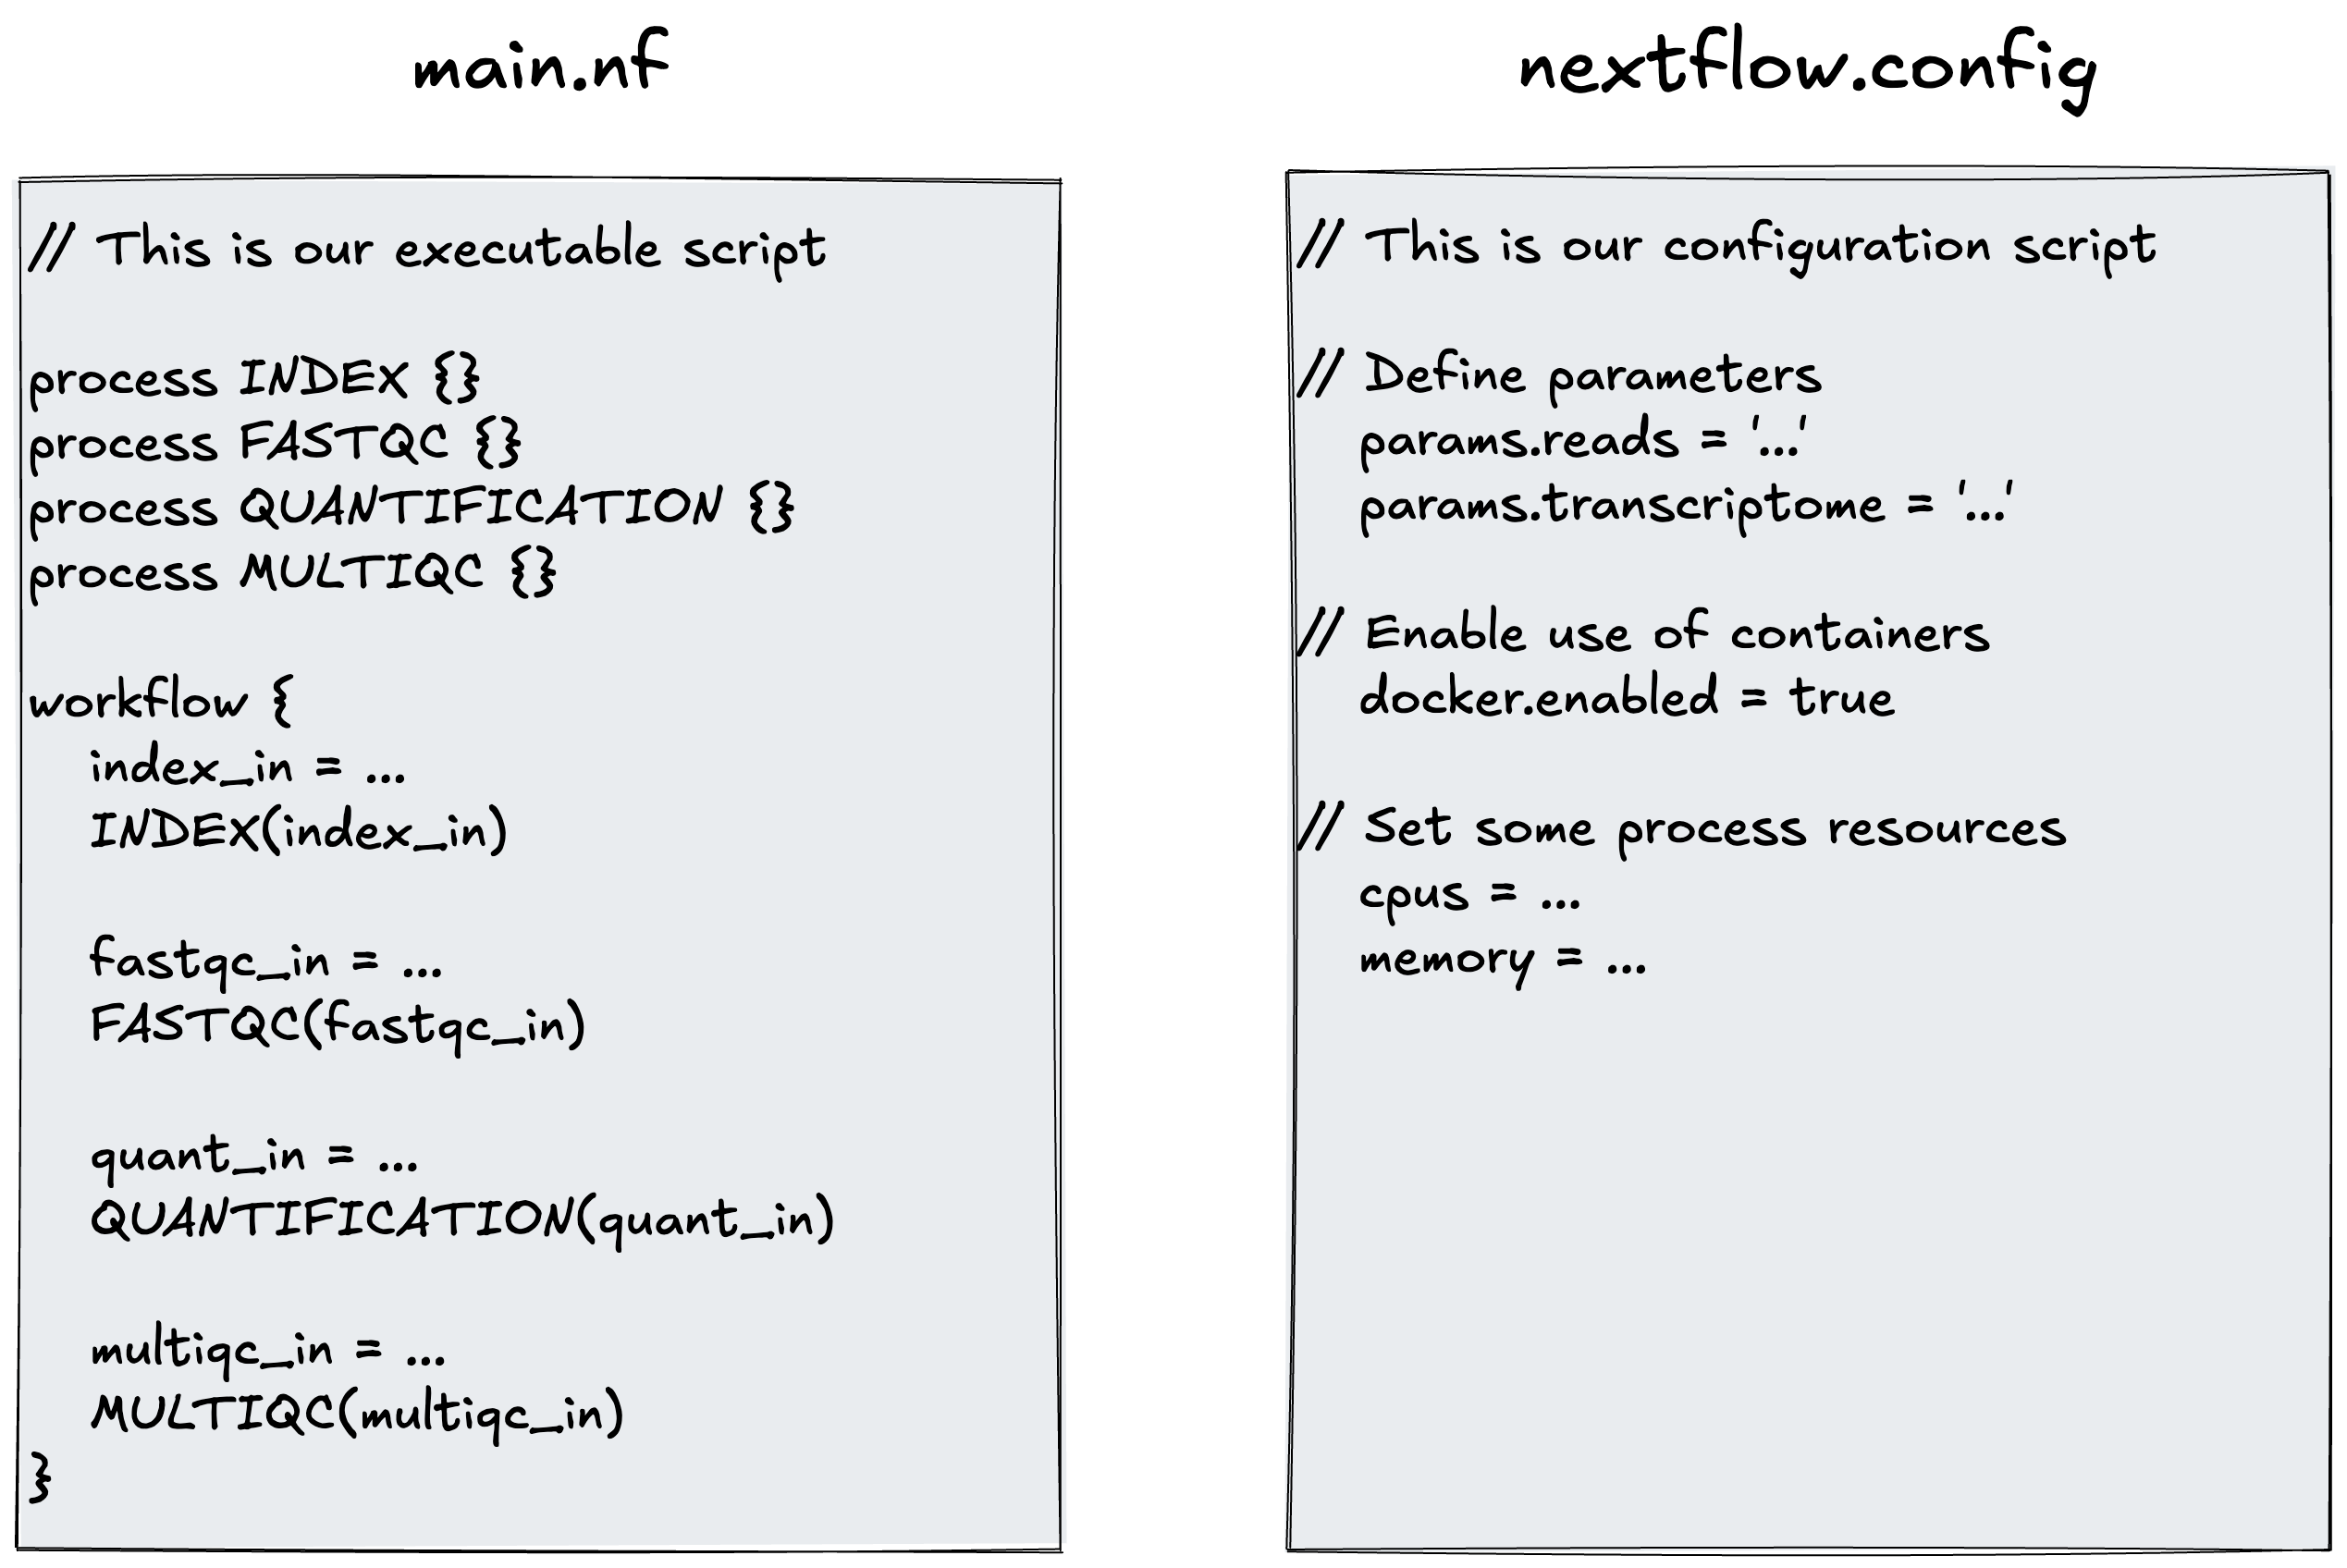 main.nf
// This is our executable script
process INDEX {}
process FASTQC {}
process QUANTIFICATION {}
process MULTIQC {}
workflow {
index_in = ...
INDEX(index_in)
fastqc_in = ...
FASTQC(fastqc_in)
quant_in = ...
QUANTIFICATION(quant_in)
multiqc_in = ...
MULTIQC(multiqc_in)
}
nextflow.config
// This is our configuration script
// Define parameters
params.reads = '...'
params.transcriptome = '...'
// Enable use of containers
docker.enabled = true
// Set some process resources
cpus = ...
memory = ...